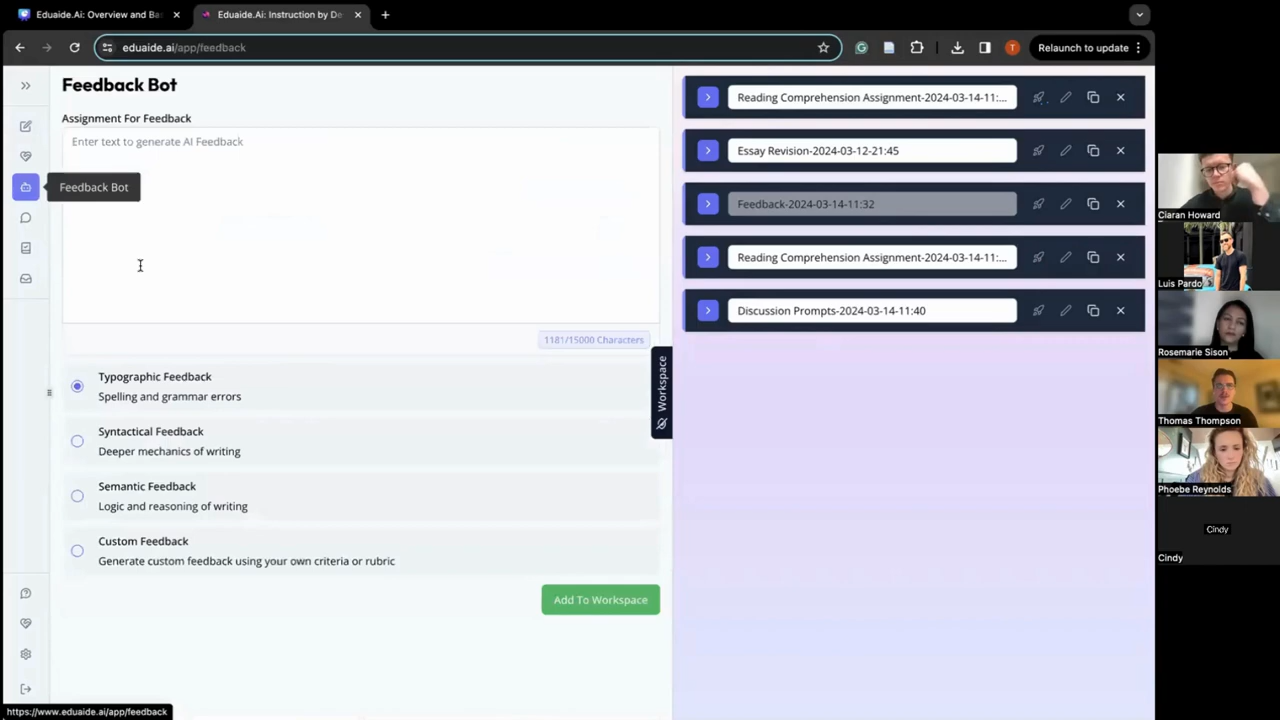 Eduaide.Ai: Overview and Ba
Eduaide.Ai: Instruction by De
eduaide.ai/app/feedback
T
Relaunch to update
Feedback Bot
Assignment For Feedback
Enter text to generate AI Feedback
Feedback Bot
1181/15000 Characters
Typographic Feedback
Spelling and grammar errors
Syntactical Feedback
Deeper mechanics of writing
Semantic Feedback
Logic and reasoning of writing
Custom Feedback
Generate custom feedback using your own criteria or rubric
Add To Workspace
https://www.eduaide.ai/app/feedback
Workspace
Reading Comprehension Assignment-2024-03-14-11:...
Essay Revision-2024-03-12-21:45
Feedback-2024-03-14-11:32
Reading Comprehension Assignment-2024-03-14-11:...
Discussion Prompts-2024-03-14-11:40
Ciaran Howard
Luis Pardo
Rosemarie Sison
Thomas Thompson
Phoebe Reynolds
Cindy
Cindy